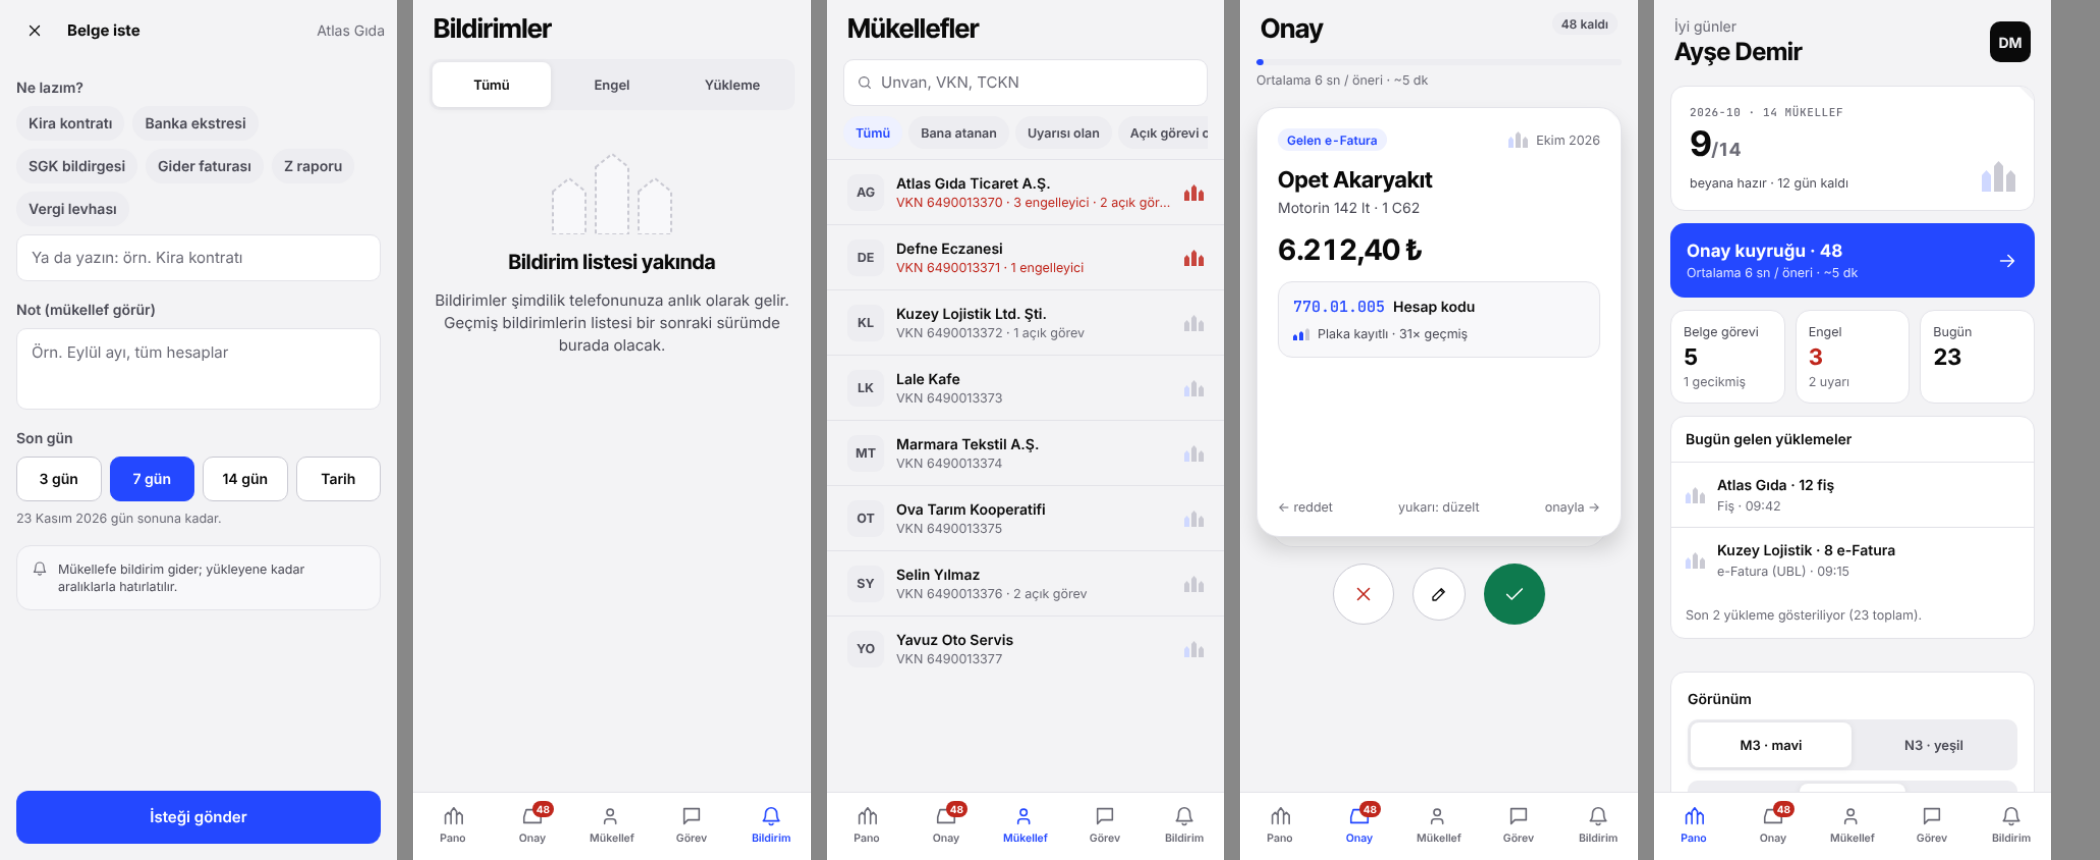 Belge iste
Atlas Gıda
Ne lazım?
Kira kontratı
Banka ekstresi
SGK bildirgesi
Gider faturası
Z raporu
Vergi levhası
Ya da yazın: örn. Kira kontratı
Not (mükellef görür)
Örn. Eylül ayı, tüm hesaplar
Son gün
3 gün
7 gün
14 gün
Tarih
23 Kasım 2026 gün sonuna kadar.
Mükellefe bildirim gider; yükleyene kadar
aralıklarla hatırlatılır.
İsteği gönder
Bildirimler
Tümü
Engel
Yükleme
Bildirim listesi yakında
Bildirimler şimdilik telefonunuza anlık olarak gelir.
Geçmiş bildirimlerin listesi bir sonraki sürümde
burada olacak.
Pano
48
Onay
Mükellef
Görev
Bildirim
Mükellefler
Unvan, VKN, TCKN
Tümü
Bana atanan
Uyarısı olan
Açık görevi o
AG
Atlas Gıda Ticaret A.Ş.
VKN 6490013370 · 3 engelleyici · 2 açık gör...
DE
Defne Eczanesi
VKN 6490013371 · 1 engelleyici
KL
Kuzey Lojistik Ltd. Şti.
VKN 6490013372 · 1 açık görev
LK
Lale Kafe
VKN 6490013373
MT
Marmara Tekstil A.Ş.
VKN 6490013374
OT
Ova Tarım Kooperatifi
VKN 6490013375
SY
Selin Yılmaz
VKN 6490013376 · 2 açık görev
YO
Yavuz Oto Servis
VKN 6490013377
Pano
48
Onay
Mükellef
Görev
Bildirim
Onay
48 kaldı
Ortalama 6 sn / öneri · ~5 dk
Gelen e-Fatura
Ekim 2026
Opet Akaryakıt
Motorin 142 lt · 1 C62
6.212,40 ₺
770.01.005 Hesap kodu
Plaka kayıtlı · 31× geçmiş
← reddet
yukarı: düzelt
onayla →
Pano
48
Onay
Mükellef
Görev
Bildirim
İyi günler
Ayşe Demir
DM
2026-10 · 14 MÜKELLEF
9/14
beyana hazır · 12 gün kaldı
Onay kuyruğu · 48
Ortalama 6 sn / öneri · ~5 dk
Belge görevi
5
1 gecikmiş
Engel
3
2 uyarı
Bugün
23
Bugün gelen yüklemeler
Atlas Gıda · 12 fiş
Fiş · 09:42
Kuzey Lojistik · 8 e-Fatura
e-Fatura (UBL) · 09:15
Son 2 yükleme gösteriliyor (23 toplam).
Görünüm
M3 · mavi
N3 · yeşil
Pano
48
Onay
Mükellef
Görev
Bildirim